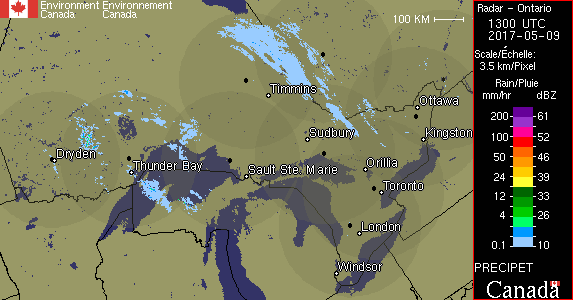 Environment Environnement
Canada Canada
100 KM
Timmins
Ottawa
Sudbury
Kingston
Dryden
Thunder Bay
Sault Ste. Marie
Orillia
Toronto
London
Windsor
Radar - Ontario
1300 UTC
2017-05-09
Scale/Échelle:
3.5 km/Pixel
Rain/Pluie
mm/hr dBZ
200 61
100 52
50 46
24 39
12 33
4 26
0.1 10
PRECIPET
Canada